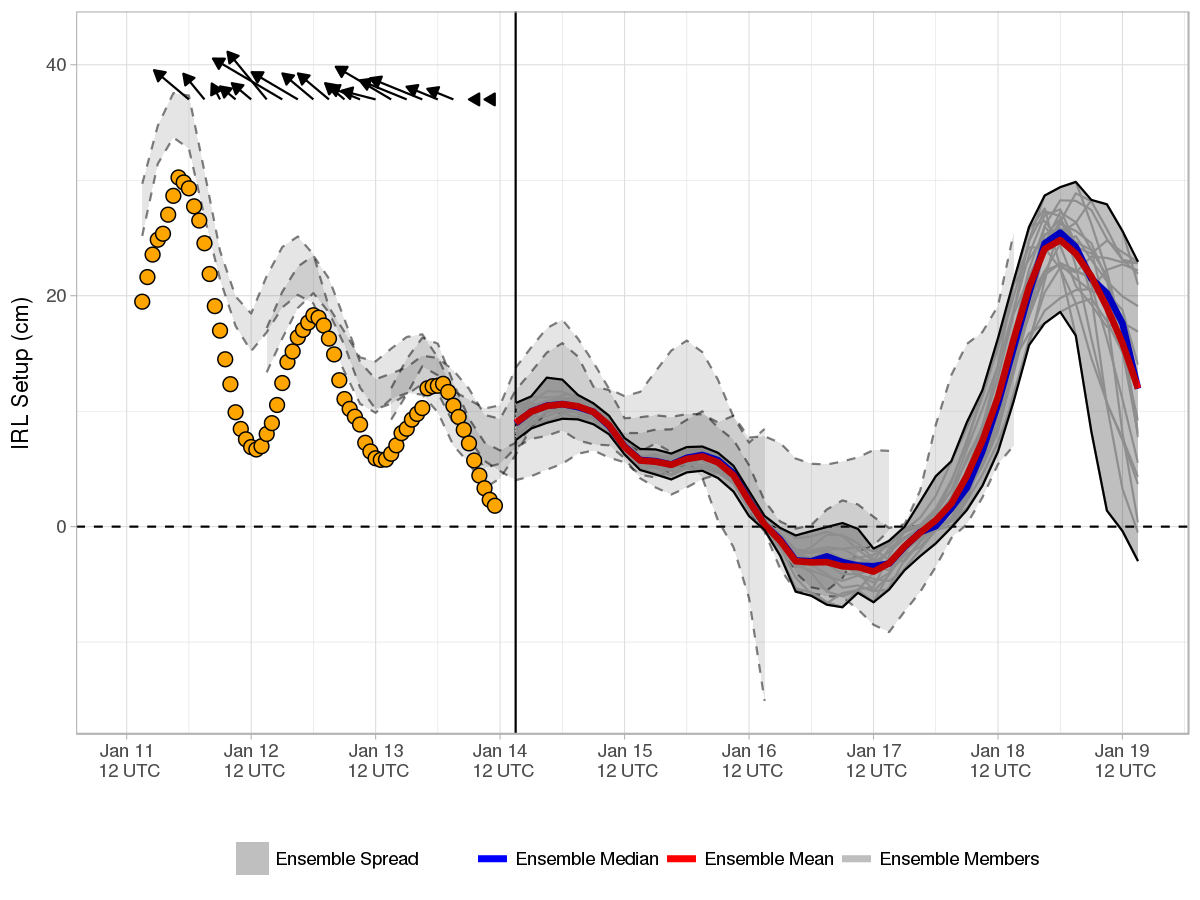 IRL Setup (cm)
40
20
0
Jan 11
12 UTC
Jan 12
12 UTC
Jan 13
12 UTC
Jan 14
12 UTC
Jan 15
12 UTC
Jan 16
12 UTC
Jan 17
12 UTC
Jan 18
12 UTC
Jan 19
12 UTC
Ensemble Spread
Ensemble Median
Ensemble Mean
Ensemble Members